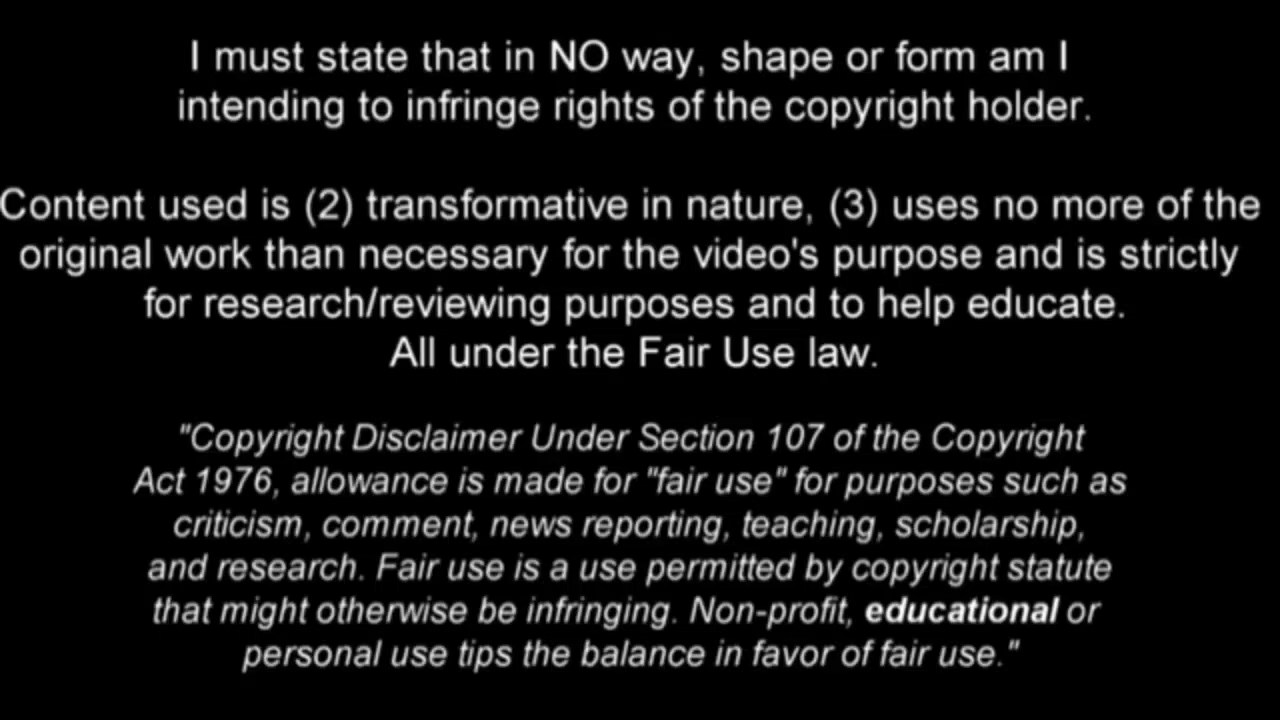 I must state that in NO way, shape or form am I
intending to infringe rights of the copyright holder.
Content used is (2) transformative in nature, (3) uses no more of the
original work than necessary for the video's purpose and is strictly
for research/reviewing purposes and to help educate.
All under the Fair Use law.
"Copyright Disclaimer Under Section 107 of the Copyright
Act 1976, allowance is made for "fair use" for purposes such as
criticism, comment, news reporting, teaching, scholarship,
and research. Fair use is a use permitted by copyright statute
that might otherwise be infringing. Non-profit, educational or
personal use tips the balance in favor of fair use."